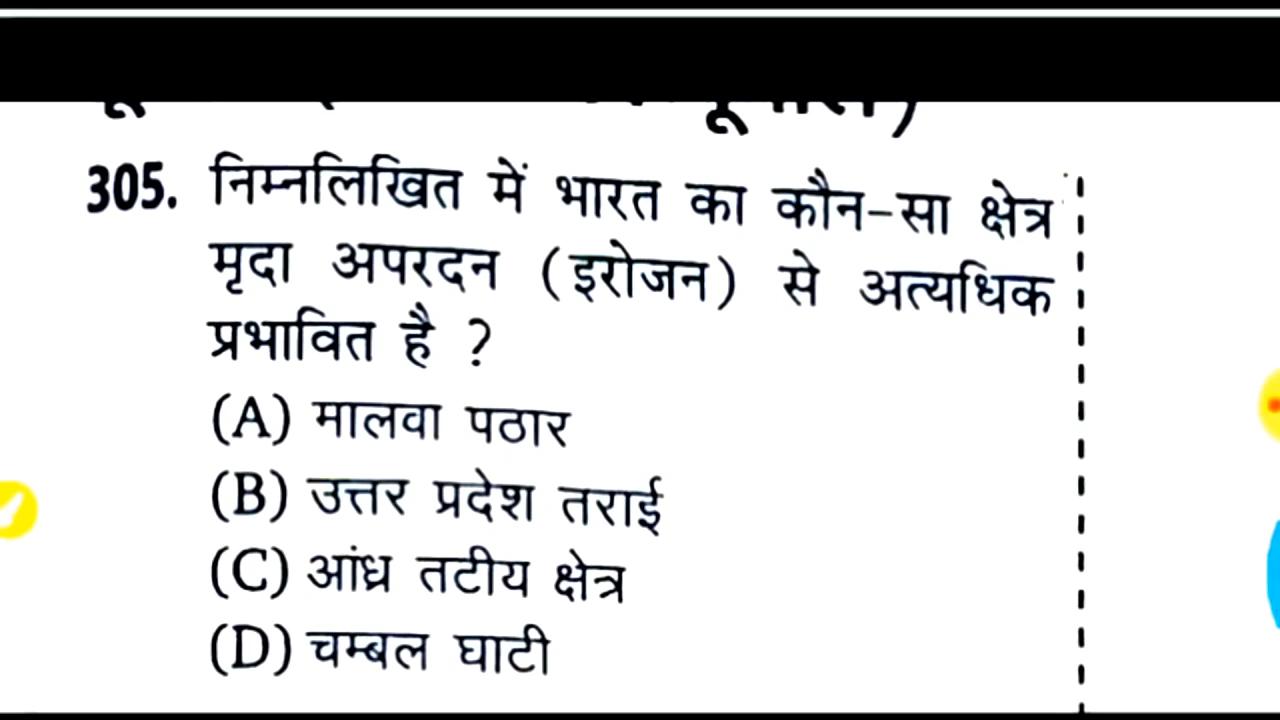 305. निम्नलिखित में भारत का कौन-सा क्षेत्र
मृदा अपरदन (इरोजन) से अत्यधिक
प्रभावित है ?
(A) मालवा पठार
(B) उत्तर प्रदेश तराई
(C) आंध्र तटीय क्षेत्र
(D) चम्बल घाटी